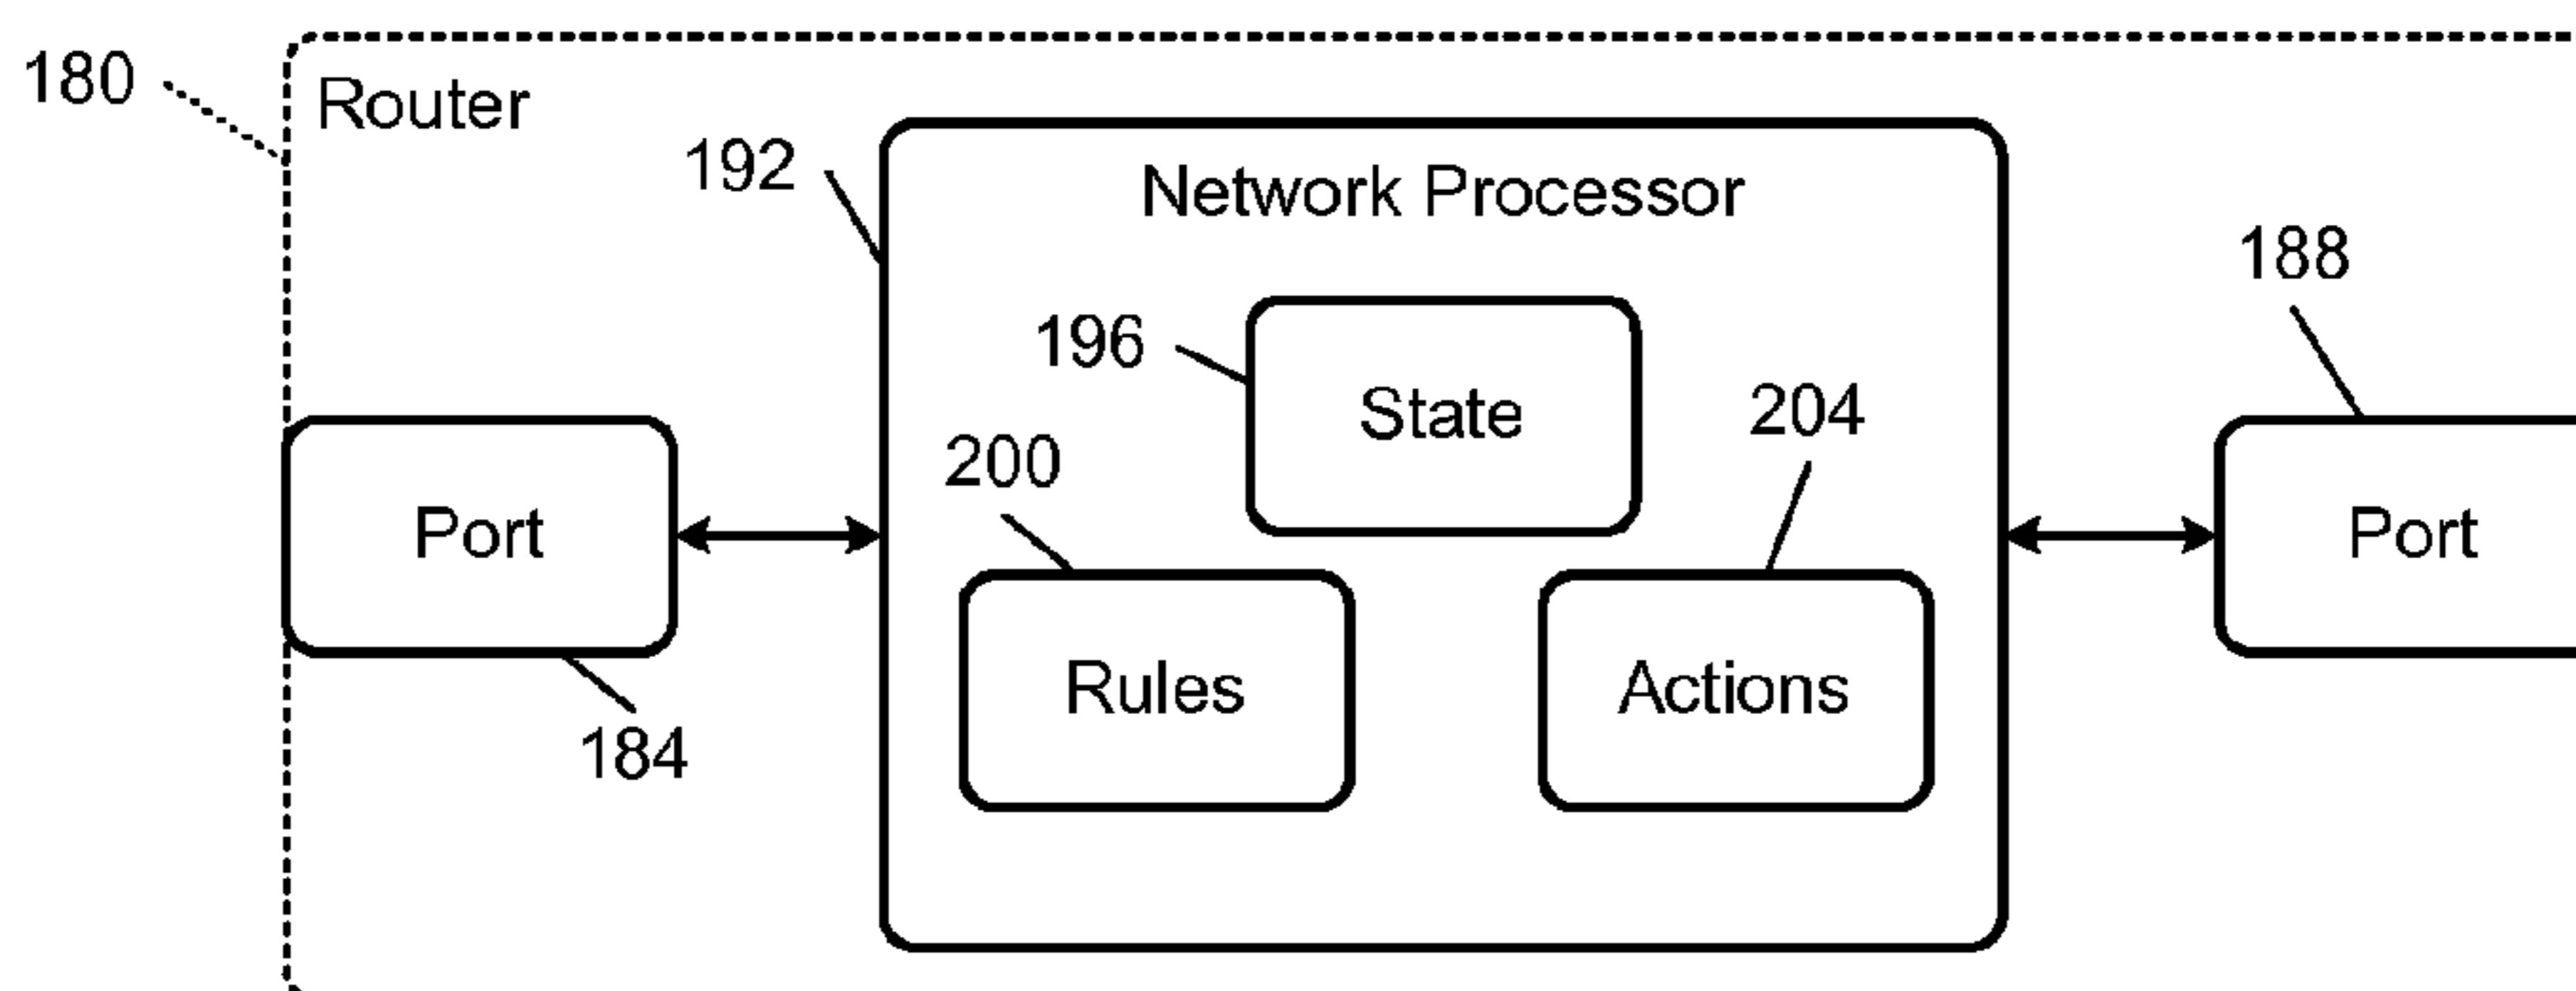 180
Router
192
Network Processor
188
196
State
204
200
Port
Port
Rules
Actions
184